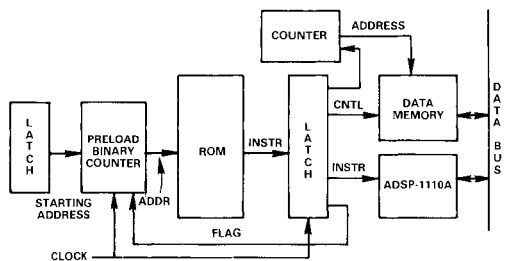 COUNTER
ADDRESS
LATCH
PRELOAD
BINARY
COUNTER
ROM
INSTR
LATCH
CNTL
DATA
MEMORY
DATA BUS
INSTR
ADSP-1110A
STARTING
ADDRESS
ADDR
FLAG
CLOCK